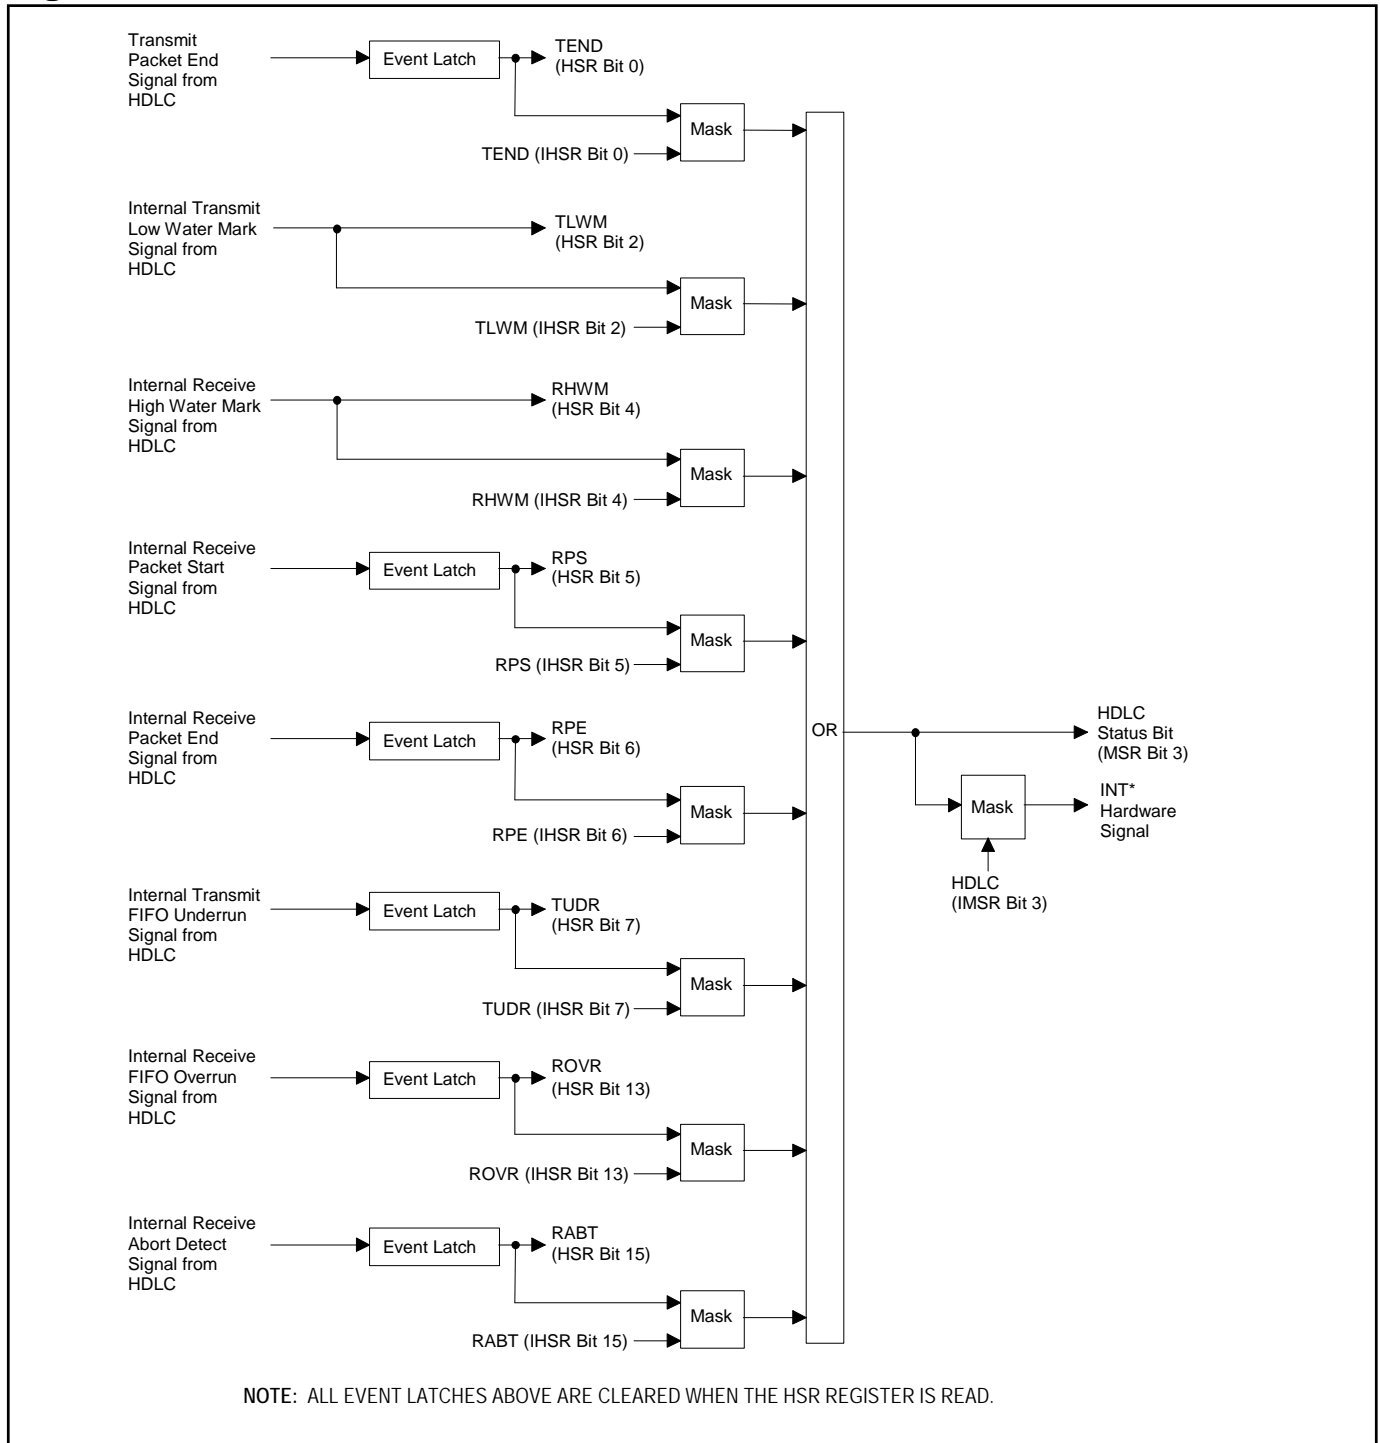 Transmit
Packet End
Signal from
HDLC
Event Latch
TEND
(HSR Bit 0)
Mask
TEND (IHSR Bit 0)
Internal Transmit
Low Water Mark
Signal from
HDLC
TLWM
(HSR Bit 2)
Mask
TLWM (IHSR Bit 2)
Internal Receive
High Water Mark
Signal from
HDLC
RHWM
(HSR Bit 4)
Mask
RHWM (IHSR Bit 4)
Internal Receive
Packet Start
Signal from
HDLC
Event Latch
RPS
(HSR Bit 5)
Mask
RPS (IHSR Bit 5)
Internal Receive
Packet End
Signal from
HDLC
Event Latch
RPE
(HSR Bit 6)
Mask
RPE (IHSR Bit 6)
OR
HDLC
Status Bit
(MSR Bit 3)
Mask
INT*
Hardware
Signal
HDLC
(IMSR Bit 3)
Internal Transmit
FIFO Underrun
Signal from
HDLC
Event Latch
TUDR
(HSR Bit 7)
Mask
TUDR (IHSR Bit 7)
Internal Receive
FIFO Overrun
Signal from
HDLC
Event Latch
ROVR
(HSR Bit 13)
Mask
ROVR (IHSR Bit 13)
Internal Receive
Abort Detect
Signal from
HDLC
Event Latch
RABT
(HSR Bit 15)
Mask
RABT (IHSR Bit 15)
NOTE: ALL EVENT LATCHES ABOVE ARE CLEARED WHEN THE HSR REGISTER IS READ.